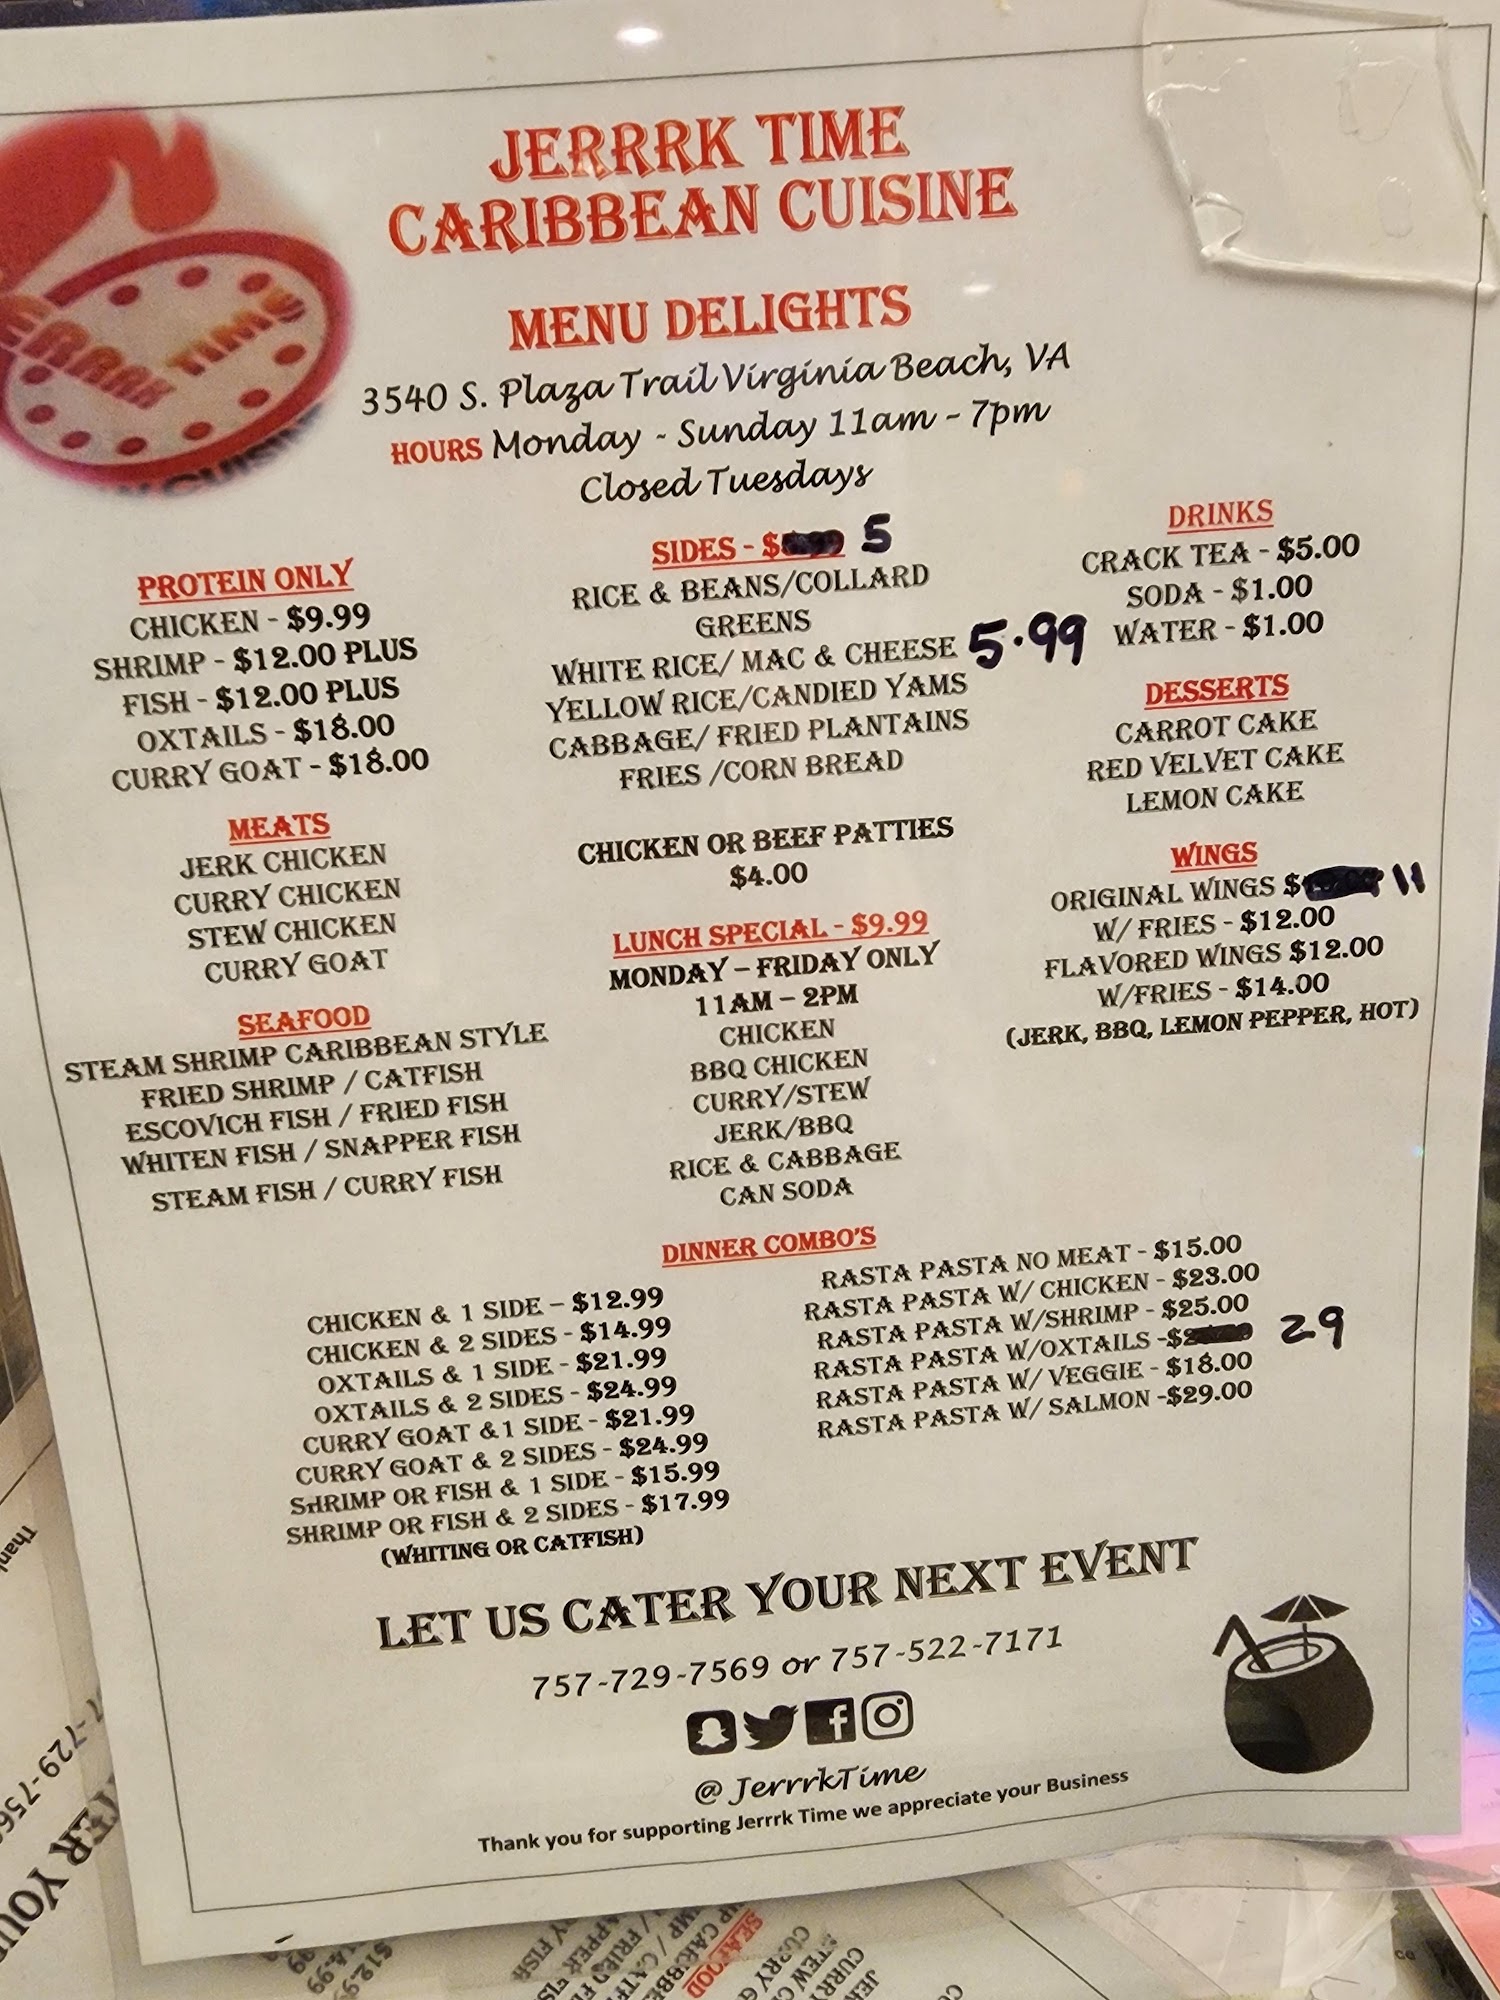 JERRRK TIME
CARIBBEAN CUISINE
MENU DELIGHTS
3540 S. Plaza Trail Virginia Beach, VA
HOURS Monday - Sunday 11am – 7pm
Closed Tuesdays
TIME
PROTEIN ONLY
CHICKEN - $9.99
SHRIMP - $12.00 PLUS
FISH - $12.00 PLUS
OXTAILS - $18.00
CURRY GOAT - $18.00
MEATS
JERK CHICKEN
CURRY CHICKEN
STEW CHICKEN
CURRY GOAT
SEAFOOD
STEAM SHRIMP CARIBBEAN STYLE
FRIED SHRIMP / CATFISH
ESCOVICH FISH / FRIED FISH
WHITEN FISH / SNAPPER FISH
STEAM FISH / CURRY FISH
SIDES - $ 5
RICE & BEANS/COLLARD
GREENS
WHITE RICE/ MAC & CHEESE 5.99
YELLOW RICE/CANDIED YAMS
CABBAGE/ FRIED PLANTAINS
FRIES /CORN BREAD
CHICKEN OR BEEF PATTIES
$4.00
LUNCH SPECIAL - $9.99
MONDAY – FRIDAY ONLY
11AM – 2PM
CHICKEN
BBQ CHICKEN
CURRY/STEW
JERK/BBQ
RICE & CABBAGE
CAN SODA
DRINKS
CRACK TEA - $5.00
SODA - $1.00
WATER - $1.00
DESSERTS
CARROT CAKE
RED VELVET CAKE
LEMON CAKE
WINGS
ORIGINAL WINGS $ 11
W/ FRIES - $12.00
FLAVORED WINGS $12.00
W/FRIES - $14.00
(JERK, BBQ, LEMON PEPPER, HOT)
DINNER COMBO'S
CHICKEN & 1 SIDE – $12.99
CHICKEN & 2 SIDES - $14.99
OXTAILS & 1 SIDE - $21.99
OXTAILS & 2 SIDES - $24.99
CURRY GOAT &1 SIDE - $21.99
CURRY GOAT & 2 SIDES - $24.99
SHRIMP OR FISH & 1 SIDE - $15.99
SHRIMP OR FISH & 2 SIDES - $17.99
(WHITING OR CATFISH)
RASTA PASTA NO MEAT - $15.00
RASTA PASTA W/ CHICKEN - $23.00
RASTA PASTA W/SHRIMP - $25.00
RASTA PASTA W/OXTAILS -$ 29
RASTA PASTA W/ VEGGIE - $18.00
RASTA PASTA W/ SALMON -$29.00
LET US CATER YOUR NEXT EVENT
757-729-7569 or 757-522-7171
@ JerrrkTime
Thank you for supporting Jerrrk Time we appreciate your Business
SEAFOOD